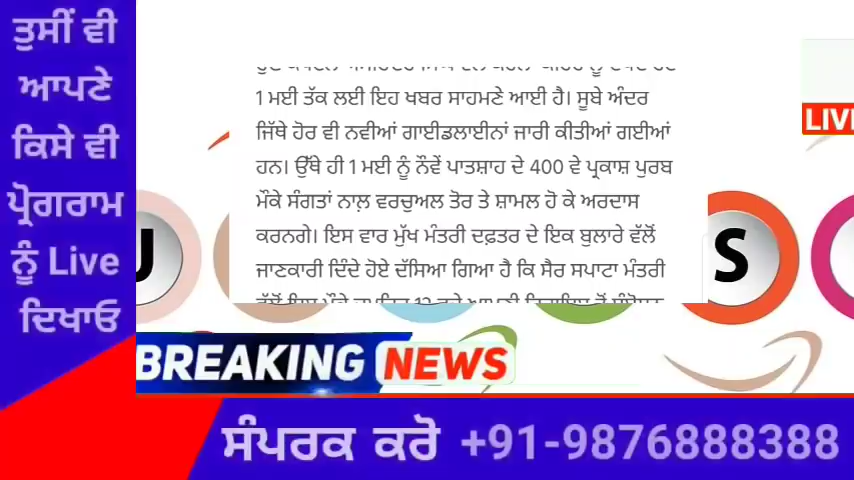 ਤੁਸੀਂ ਵੀ
ਆਪਣੇ
ਕਿਸੇ ਵੀ
ਪ੍ਰੋਗਰਾਮ
ਨੂੰ Live
ਦਿਖਾਓ
1 ਮਈ ਤੱਕ ਲਈ ਇਹ ਖਬਰ ਸਾਹਮਣੇ ਆਈ ਹੈ। ਸੂਬੇ ਅੰਦਰ
ਜਿੱਥੇ ਹੋਰ ਵੀ ਨਵੀਆਂ ਗਾਈਡਲਾਈਨਾਂ ਜਾਰੀ ਕੀਤੀਆਂ ਗਈਆਂ
ਹਨ। ਉੱਥੇ ਹੀ 1 ਮਈ ਨੂੰ ਨੌਵੇਂ ਪਾਤਸ਼ਾਹ ਦੇ 400 ਵੇ ਪ੍ਰਕਾਸ਼ ਪੁਰਬ
ਮੌਕੇ ਸੰਗਤਾਂ ਨਾਲ਼ ਵਰਚੁਅਲ ਤੋਰ ਤੇ ਸ਼ਾਮਲ ਹੋ ਕੇ ਅਰਦਾਸ
ਕਰਨਗੇ। ਇਸ ਵਾਰ ਮੁੱਖ ਮੰਤਰੀ ਦਫ਼ਤਰ ਦੇ ਇਕ ਬੁਲਾਰੇ ਵੱਲੋਂ
ਜਾਣਕਾਰੀ ਦਿੰਦੇ ਹੋਏ ਦੱਸਿਆ ਗਿਆ ਹੈ ਕਿ ਸੈਰ ਸਪਾਟਾ ਮੰਤਰੀ
LIVE
U
S
BREAKING NEWS
ਸੰਪਰਕ ਕਰੋ +91-9876888388